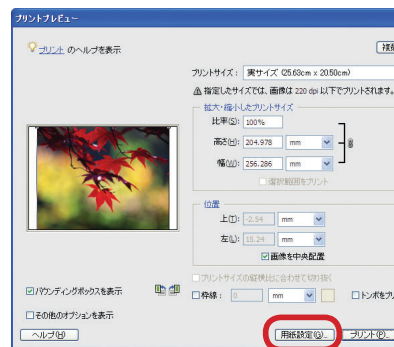 プリントプレビュー
プリント のヘルプを表示
プリントサイズ： 実サイズ (25.63cm x 20.50cm)
指定したサイズでは、画像は 220 dpi 以下でプリントされます。
拡大・縮小したプリントサイズ
比率(S)： 100%
高さ(H)： 204.978 mm
幅(W)： 256.286 mm
選択範囲をプリント
位置
上(T)： -2.54 mm
左(L)： 15.24 mm
画像を中央配置
プリントサイズの縦横比に合わせて切り抜く
バウンディングボックスを表示
枠線： 0 mm
トンボをプリ
その他のオプションを表示
ヘルプ(H)
用紙設定(G)...
プリント(P)...